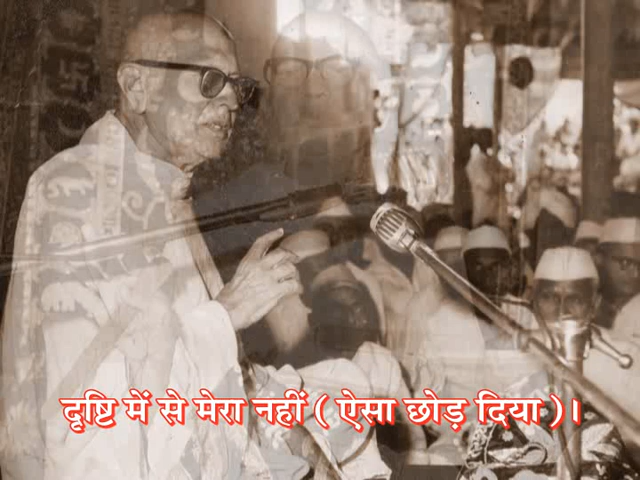 दृष्टि में से मेरा नहीं ( ऐसा छोड़ दिया )।